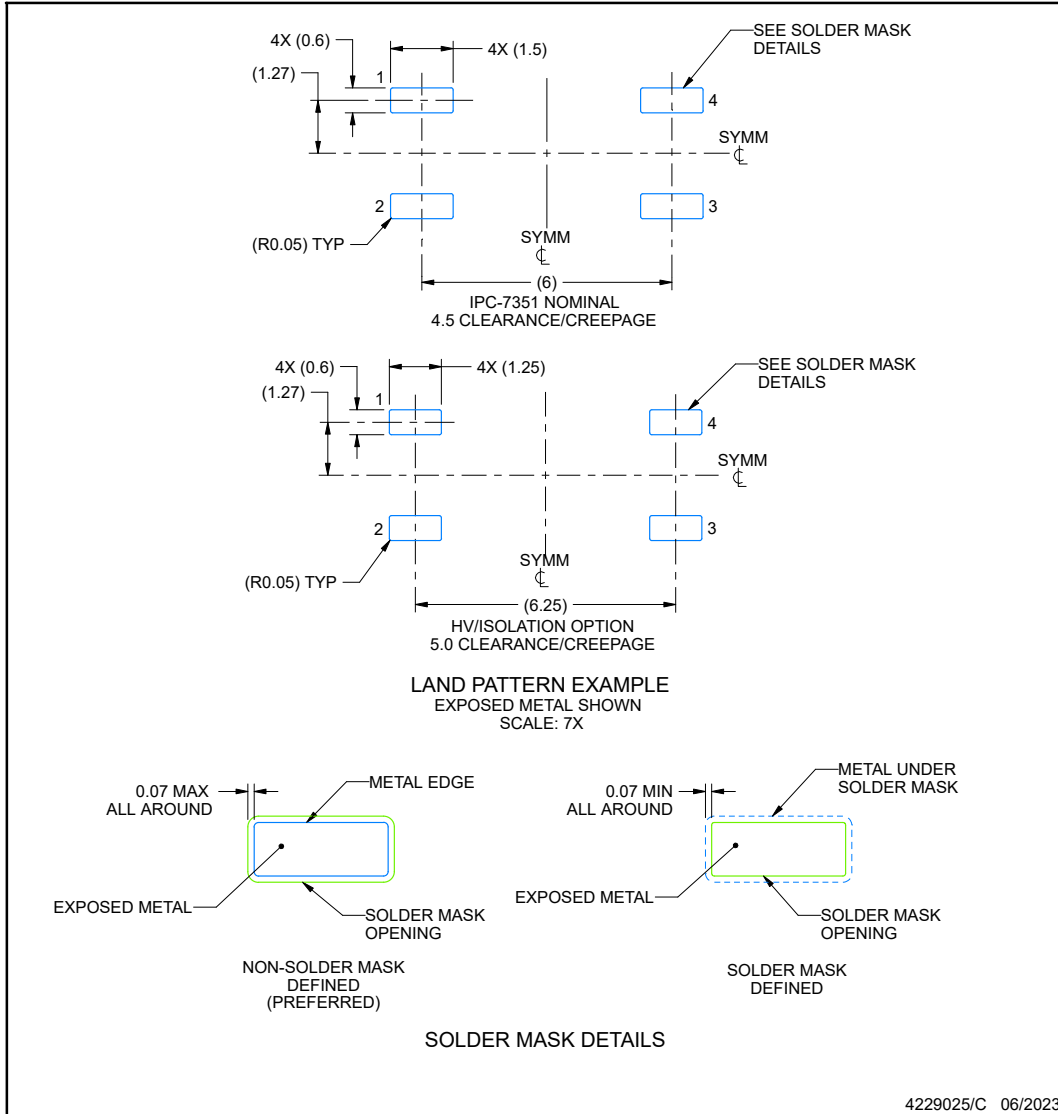 4X (0.6)
4X (1.5)
SEE SOLDER MASK
DETAILS
(1.27)
1
4
SYMM
℄
2
3
(R0.05) TYP
SYMM
℄
(6)
IPC-7351 NOMINAL
4.5 CLEARANCE/CREEPAGE
4X (0.6)
4X (1.25)
SEE SOLDER MASK
DETAILS
(1.27)
1
4
SYMM
℄
2
3
(R0.05) TYP
SYMM
℄
(6.25)
HV/ISOLATION OPTION
5.0 CLEARANCE/CREEPAGE
LAND PATTERN EXAMPLE
EXPOSED METAL SHOWN
SCALE: 7X
0.07 MAX
ALL AROUND
METAL EDGE
EXPOSED METAL
SOLDER MASK
OPENING
NON-SOLDER MASK
DEFINED
(PREFERRED)
0.07 MIN
ALL AROUND
METAL UNDER
SOLDER MASK
EXPOSED METAL
SOLDER MASK
OPENING
SOLDER MASK
DEFINED
SOLDER MASK DETAILS
4229025/C 06/2023